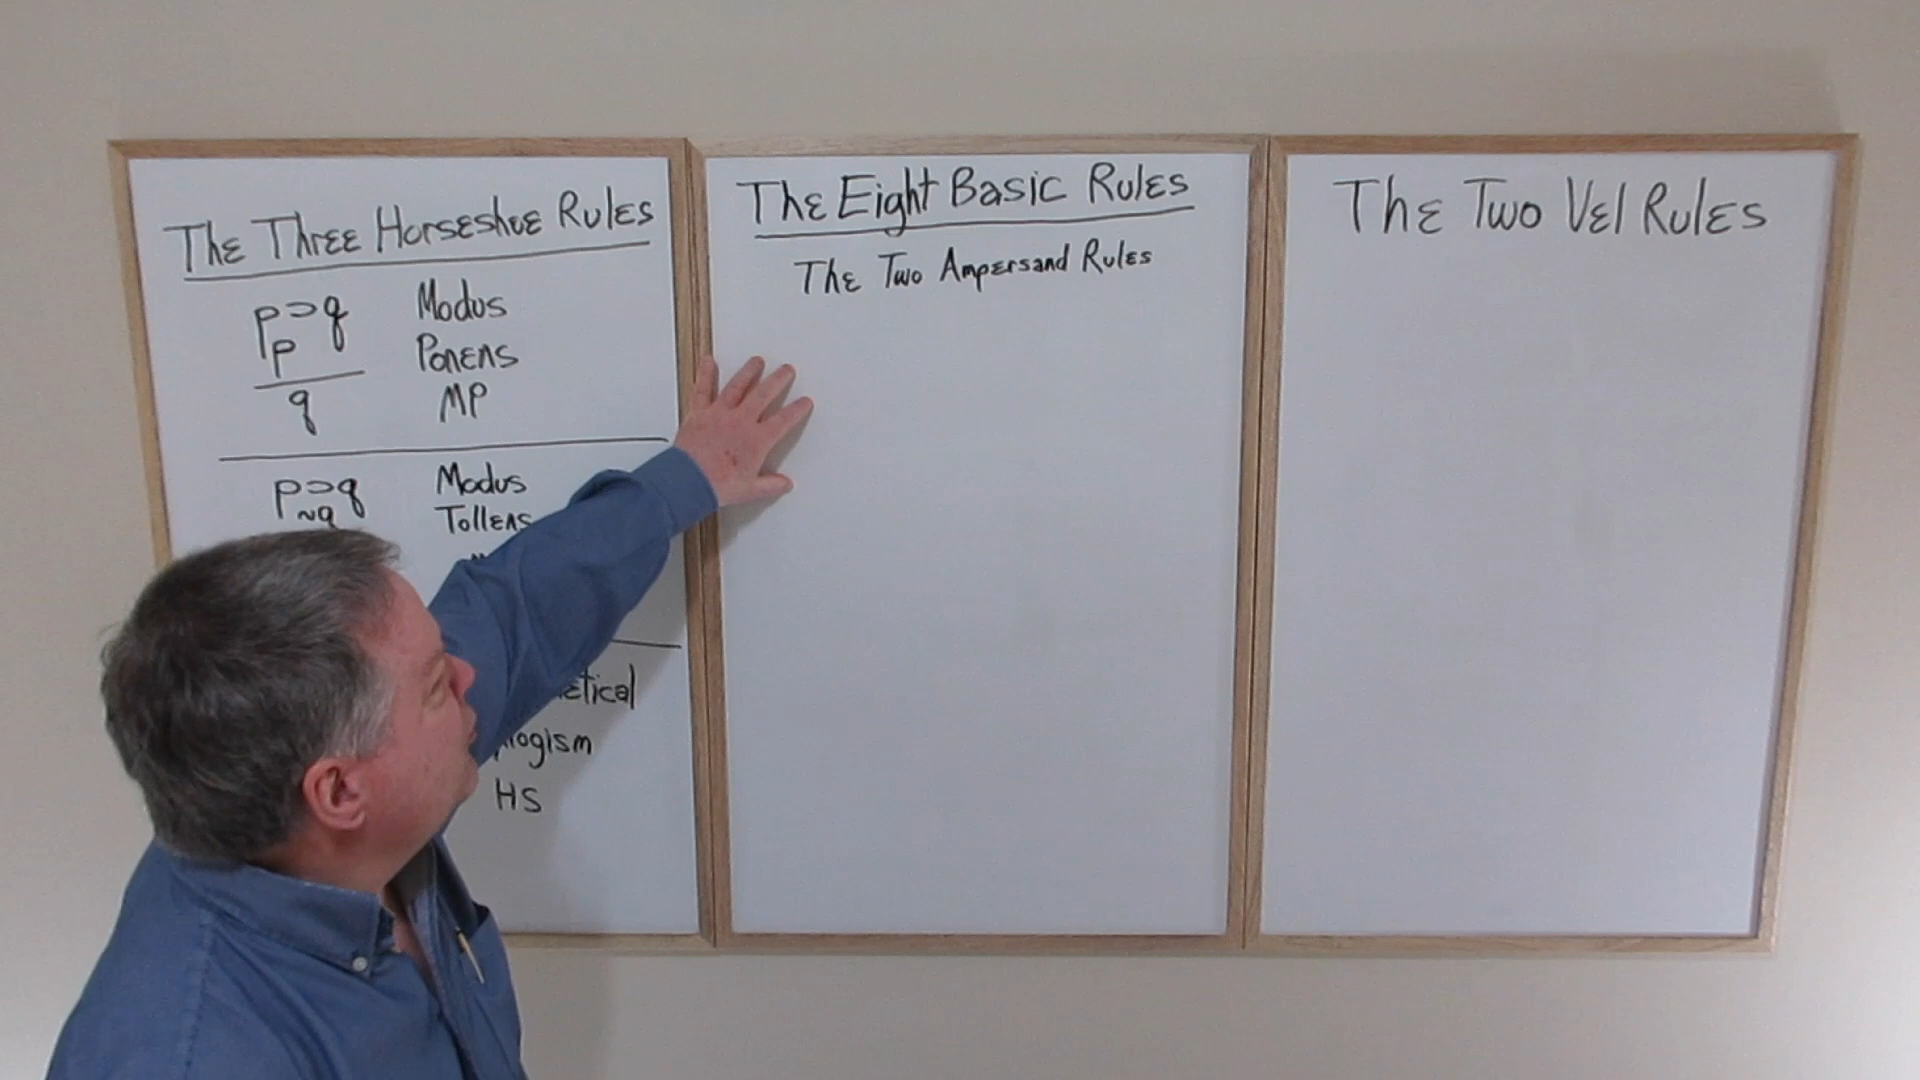 The Three Horseshoe Rules
p ⊃ q Modus
p Ponens
q MP
p ⊃ q Modus
~q Tollens
HS
The Eight Basic Rules
The Two Ampersand Rules
The Two Vel Rules